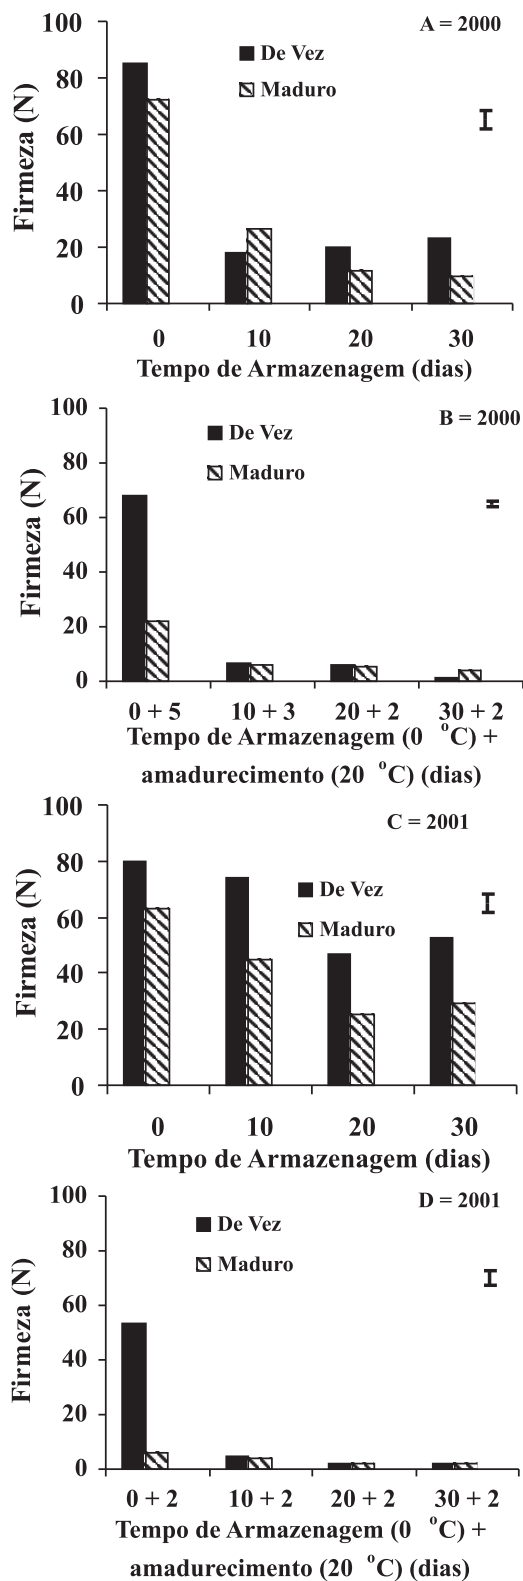 A = 2000
De Vez
Maduro
Firmeza (N)
100
80
60
40
20
0
0 10 20 30
Tempo de Armazenagem (dias)
B = 2000
De Vez
Maduro
Firmeza (N)
100
80
60
40
20
0
0 + 5 10 + 3 20 + 2 30 + 2
Tempo de Armazenagem (0 °C) +
amadurecimento (20 °C) (dias)
C = 2001
De Vez
Maduro
Firmeza (N)
100
80
60
40
20
0
0 10 20 30
Tempo de Armazenagem (dias)
D = 2001
De Vez
Maduro
Firmeza (N)
100
80
60
40
20
0
0 + 2 10 + 2 20 + 2 30 + 2
Tempo de Armazenagem (0 °C) +
amadurecimento (20 °C) (dias)